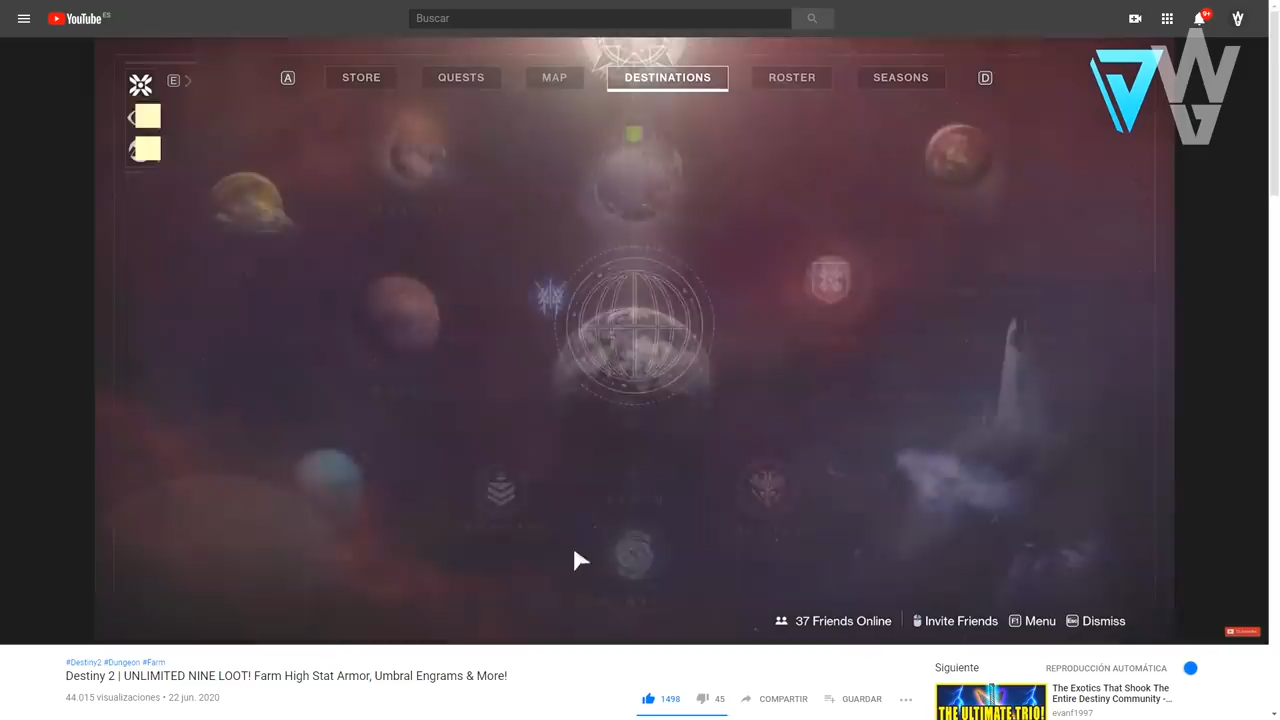 YouTube ES
Buscar
9+
E
A STORE QUESTS MAP DESTINATIONS ROSTER SEASONS D
37 Friends Online Invite Friends F1 Menu Esc Dismiss
#Destiny2 #Dungeon #Farm
Destiny 2 | UNLIMITED NINE LOOT! Farm High Stat Armor, Umbral Engrams & More!
44.015 visualizaciones • 22 jun. 2020
1498 45 COMPARTIR GUARDAR
Siguiente REPRODUCCIÓN AUTOMÁTICA
THE ULTIMATE TRIO!
The Exotics That Shook The
Entire Destiny Community -...
evanf1997